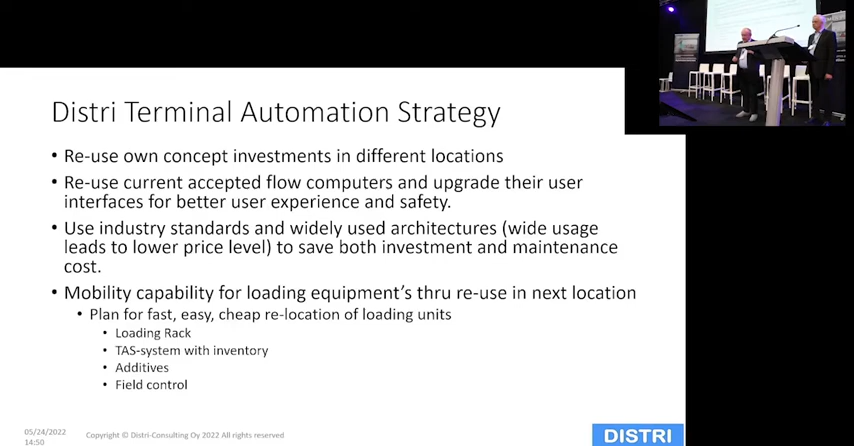 Distri Terminal Automation Strategy
• Re-use own concept investments in different locations
• Re-use current accepted flow computers and upgrade their user
interfaces for better user experience and safety.
• Use industry standards and widely used architectures (wide usage
leads to lower price level) to save both investment and maintenance
cost.
• Mobility capability for loading equipment's thru re-use in next location
• Plan for fast, easy, cheap re-location of loading units
• Loading Rack
• TAS-system with inventory
• Additives
• Field control
05/24/2022
14:50
Copyright © Distri-Consulting Oy 2022 All rights reserved
DISTRI